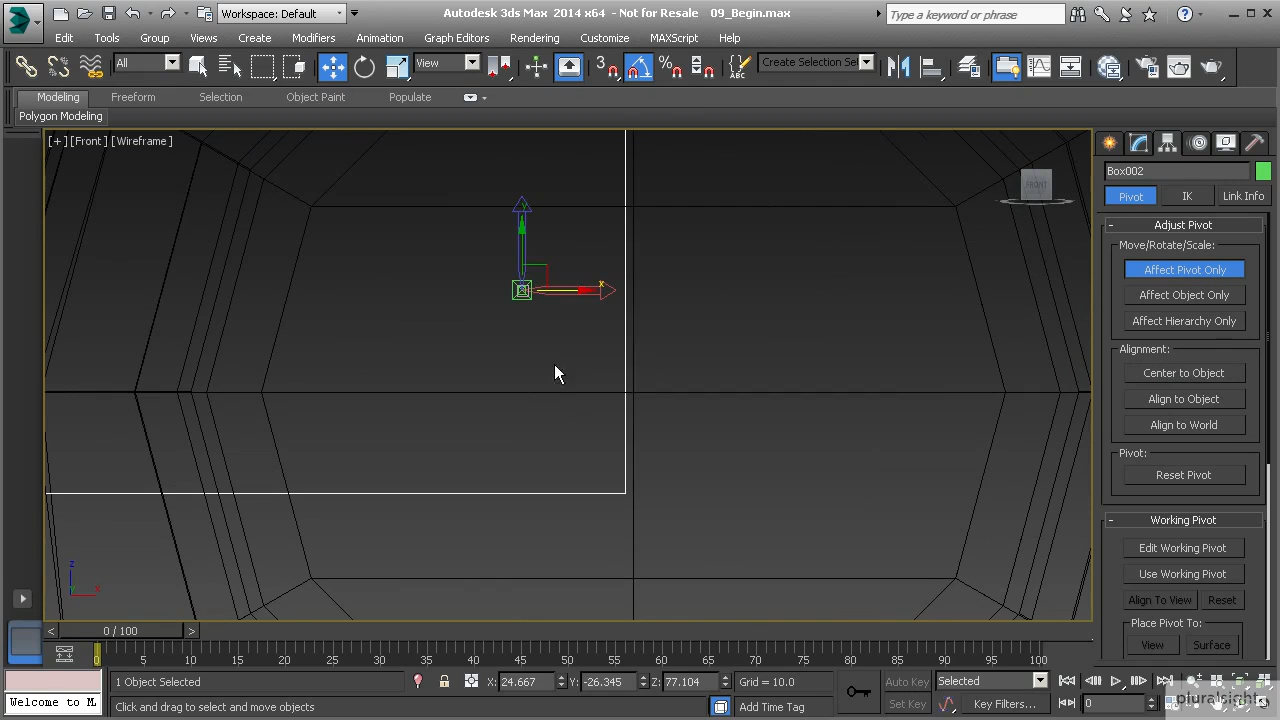 Workspace: Default
Autodesk 3ds Max 2014 x64 - Not for Resale 09_Begin.max
Type a keyword or phrase
Edit Tools Group Views Create Modifiers Animation Graph Editors Rendering Customize MAXScript Help
All
View
3
%
Create Selection Se
Modeling Freeform Selection Object Paint Populate
Polygon Modeling
[+] [Front] [Wireframe]
FRONT
y
x
z
x
Box002
Pivot IK Link Info
- Adjust Pivot
Move/Rotate/Scale:
Affect Pivot Only
Affect Object Only
Affect Hierarchy Only
Alignment:
Center to Object
Align to Object
Align to World
Pivot:
Reset Pivot
- Working Pivot
Edit Working Pivot
Use Working Pivot
Align To View Reset
Place Pivot To:
View Surface
< 0 / 100 >
0 5 10 15 20 25 30 35 40 45 50 55 60 65 70 75 80 85 90 95 100
1 Object Selected
X: 24.667 Y: -26.345 Z: 77.104 Grid = 10.0
Auto Key Selected
Welcome to M
Click and drag to select and move objects
Add Time Tag
Set Key Key Filters... 0
pluralsight